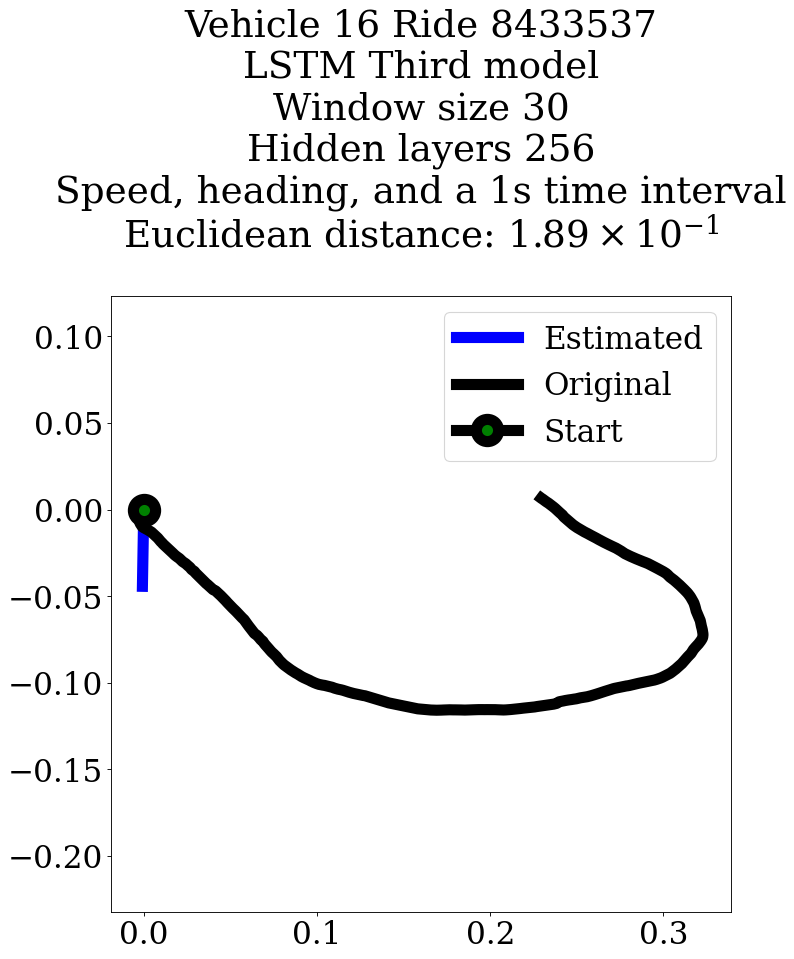 Vehicle 16 Ride 8433537
LSTM Third model
Window size 30
Hidden layers 256
Speed, heading, and a 1s time interval
Euclidean distance: 1.89 × 10⁻¹
Estimated
Original
Start
0.10
0.05
0.00
−0.05
−0.10
−0.15
−0.20
0.0 0.1 0.2 0.3